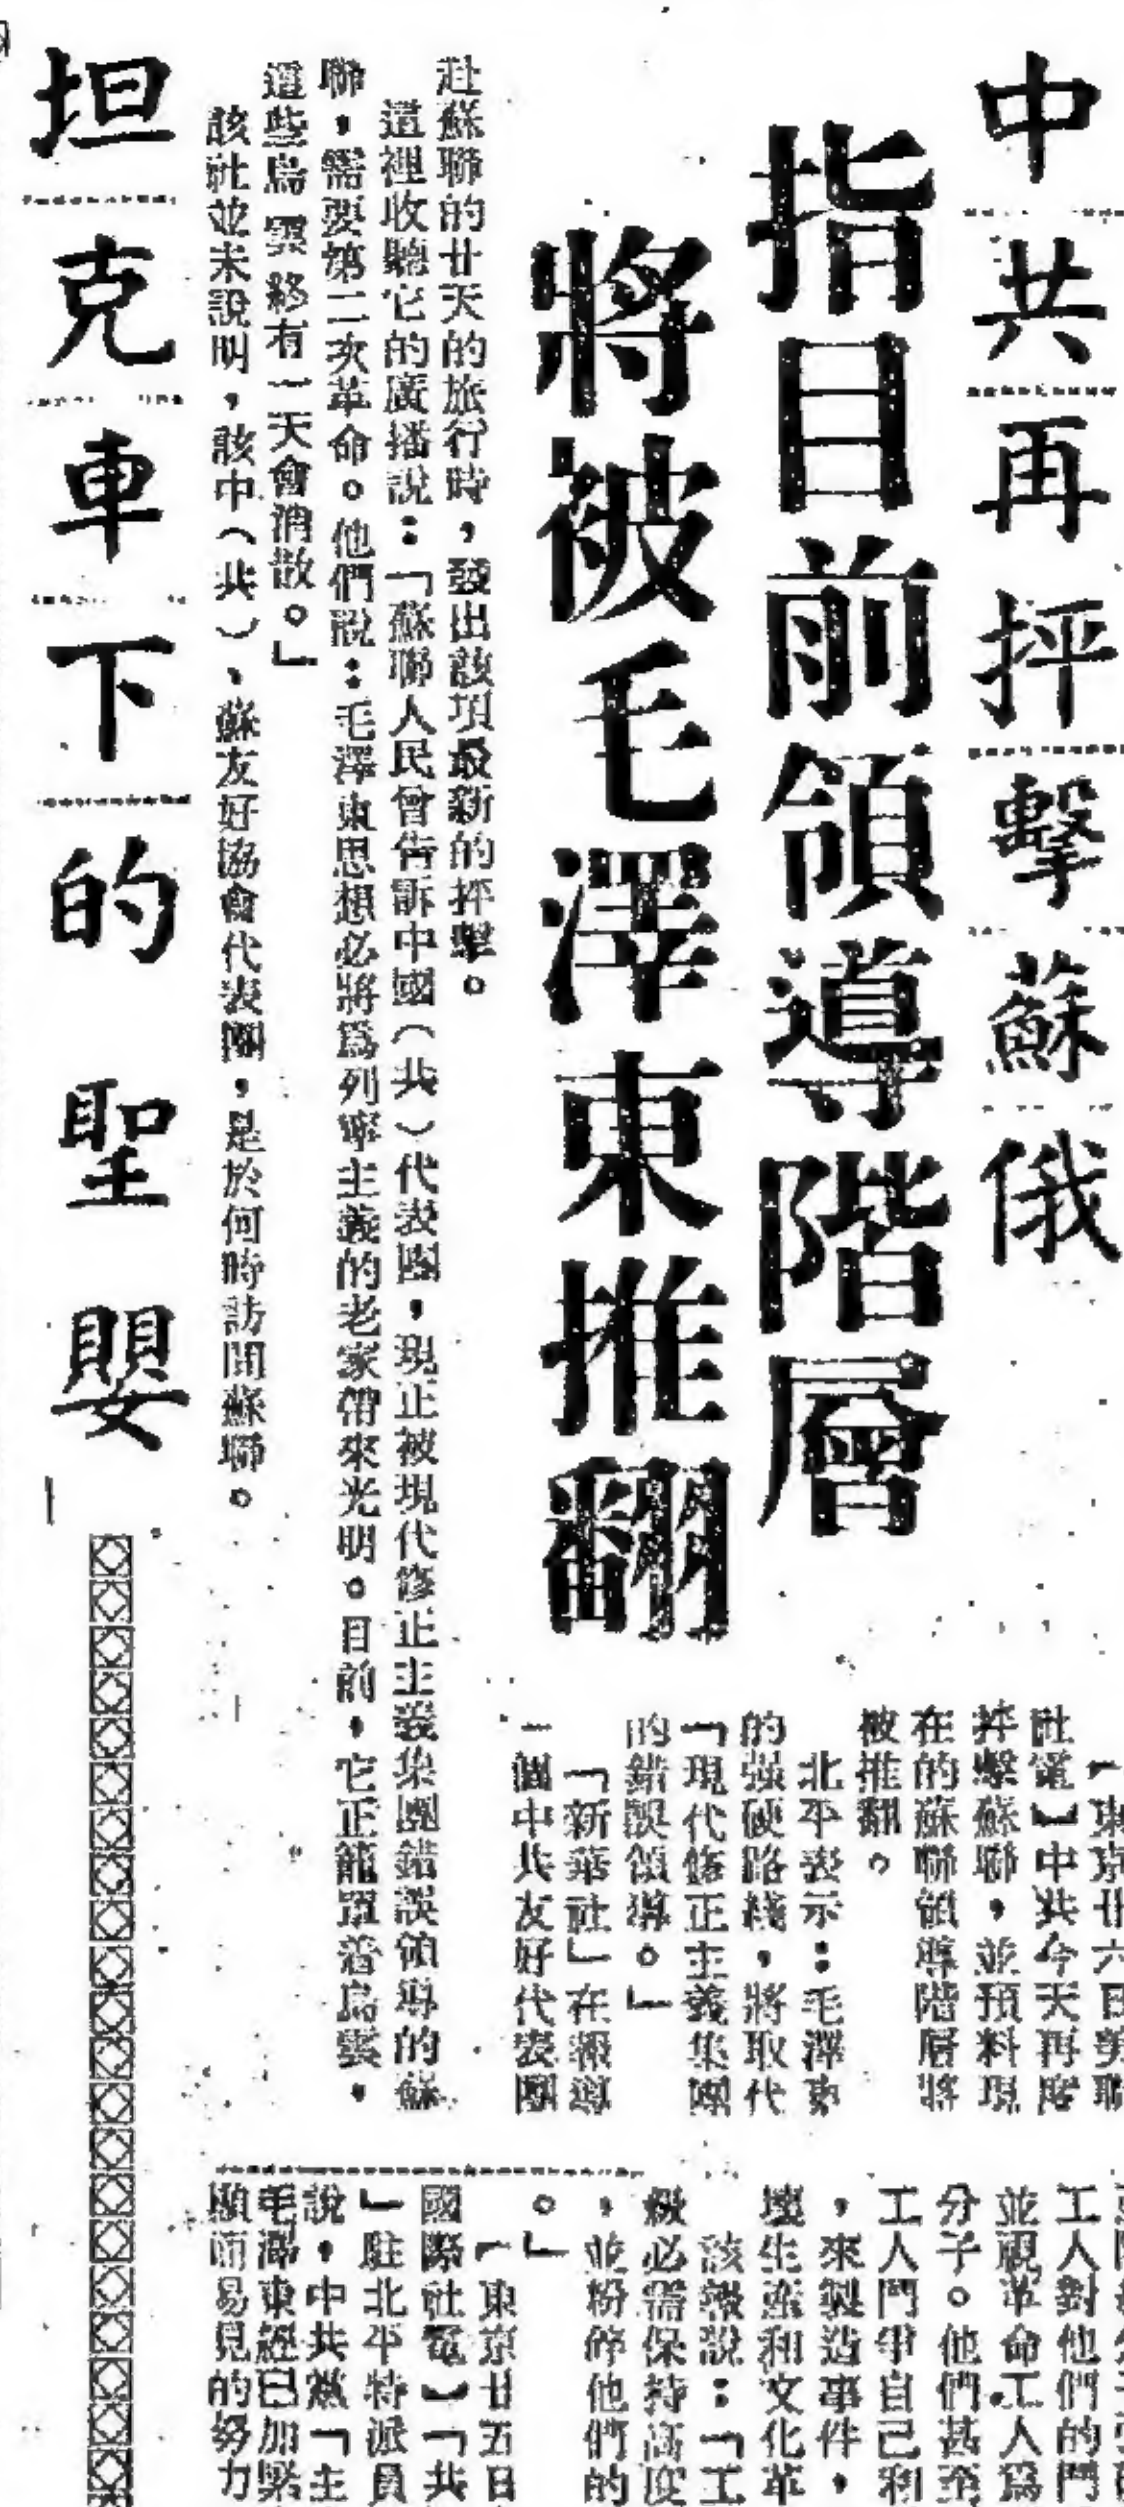 中共再抨擊蘇俄
指目前領導階層
將被毛澤東推翻
【東京廿六日美聯
社電】中共今天再度
抨擊蘇聯，並預料現
在的蘇聯領導階層將
被推翻。
北平表示：毛澤東
的强硬路綫，將取代
「現代修正主義集團
的錯誤領導。」
「新華社」在報導
一個中共友好代表團
赴蘇聯的廿天的旅行時，發出該項最新的抨擊。
這裡收聽它的廣播說：「蘇聯人民曾告訴中國（共）代表團，現正被現代修正主義集團錯誤領導的蘇
聯，需要第二次革命。他們說：毛澤東思想必將爲列寧主義的老家帶來光明。目前，它正籠罩着烏雲，
這些烏雲終有一天會消散。」
該社並未說明，該中（共）、蘇友好協會代表團，是於何時訪問蘇聯。
工人對他們的鬥
並視革命工人爲
分子。他們甚至
工人鬥爭自己利
，來製造事件，
壞生產和文化革
該報說：「工
級必需保持高度
，並粉碎他們的
。」
【東京廿五日
國際社電】「共
」駐北平特派員
說，中共黨「主
毛澤東經已加緊
顯而易見的努力
坦克車下的聖嬰